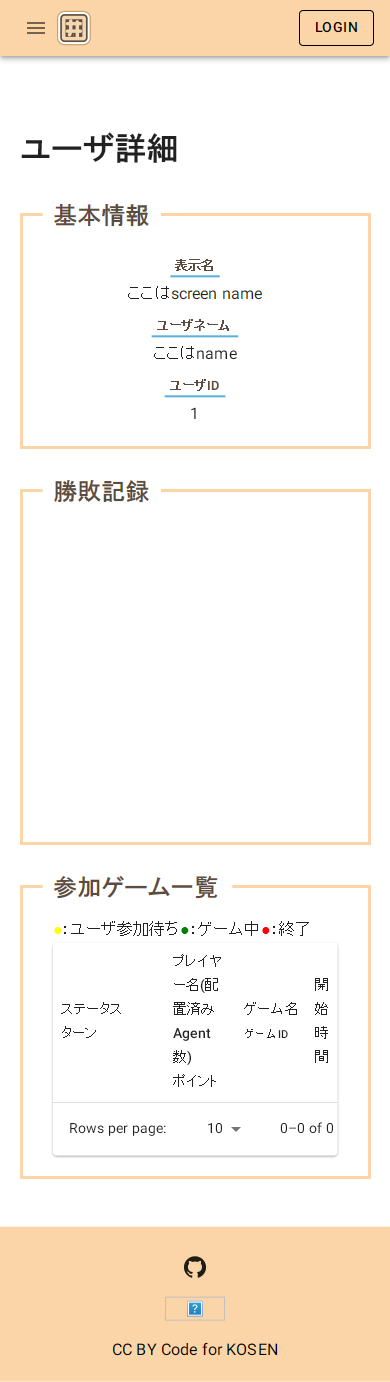 LOGIN
ユーザ詳細
基本情報
表示名
ここはscreen name
ユーザネーム
ここはname
ユーザID
1
勝敗記録
参加ゲーム一覧
●: ユーザ参加待ち ●: ゲーム中 ●: 終了
ステータス
ターン
プレイヤ
ー名(配
置済み
Agent
数)
ポイント
ゲーム名
ゲームID
開
始
時
間
Rows per page: 10 0–0 of 0
CC BY Code for KOSEN